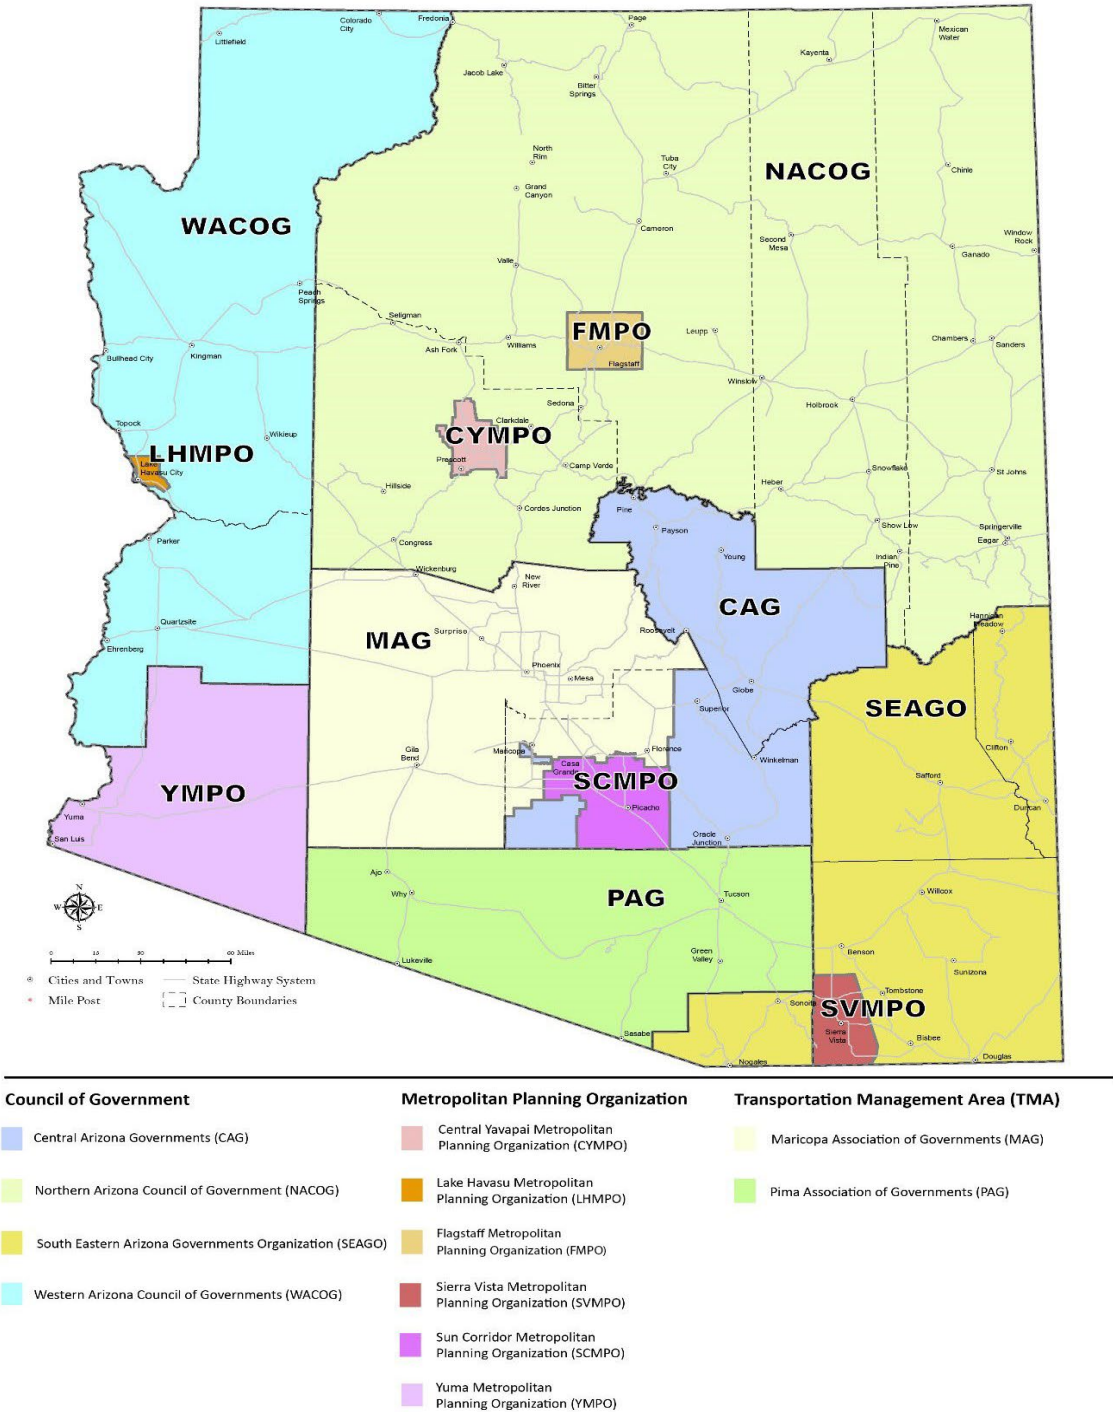 Colorado
City
Fredonia
Page
Mexican
Water
Littlefield
Kayenta
Jacob Lake
Bitter
Springs
North
Rim
Tuba
City
Chinle
NACOG
Grand
Canyon
WACOG
Cameron
Second
Mesa
Window
Rock
Ganado
Valle
Peach
Springs
Seligman
FMPO
Leupp
Ash Fork
Williams
Chambers
Sanders
Bullhead City
Kingman
Flagstaff
Winslow
Sedona
Holbrook
Topock
Clarkdale
Wikieup
CYMPO
LHMPO
Lake
Havasu City
Prescott
Camp Verde
Snowflake
St Johns
Hillside
Heber
Cordes Junction
Pine
Payson
Show Low
Springerville
Eagar
Parker
Congress
Young
Indian
Pine
Wickenburg
New
River
CAG
Quartzsite
Surprise
MAG
Roosevelt
Hannigan
Meadow
Ehrenberg
Phoenix
Mesa
Globe
Superior
SEAGO
Maricopa
Florence
Clifton
Gila
Bend
Casa
Grande
Winkelman
SCMPO
Safford
YMPO
Picacho
Duncan
Yuma
San Luis
Oracle
Junction
Ajo
Why
PAG
Tucson
Willcox
N
W
E
S
Green
Valley
Benson
0 15 30 60 Miles
Lukeville
Sunizona
Cities and Towns
State Highway System
Mile Post
County Boundaries
Sonoita
Tombstone
SVMPO
Sasabe
Sierra
Vista
Bisbee
Nogales
Douglas
Council of Government
Central Arizona Governments (CAG)
Northern Arizona Council of Government (NACOG)
South Eastern Arizona Governments Organization (SEAGO)
Western Arizona Council of Governments (WACOG)
Metropolitan Planning Organization
Central Yavapai Metropolitan
Planning Organization (CYMPO)
Lake Havasu Metropolitan
Planning Organization (LHMPO)
Flagstaff Metropolitan
Planning Organization (FMPO)
Sierra Vista Metropolitan
Planning Organization (SVMPO)
Sun Corridor Metropolitan
Planning Organization (SCMPO)
Yuma Metropolitan
Planning Organization (YMPO)
Transportation Management Area (TMA)
Maricopa Association of Governments (MAG)
Pima Association of Governments (PAG)